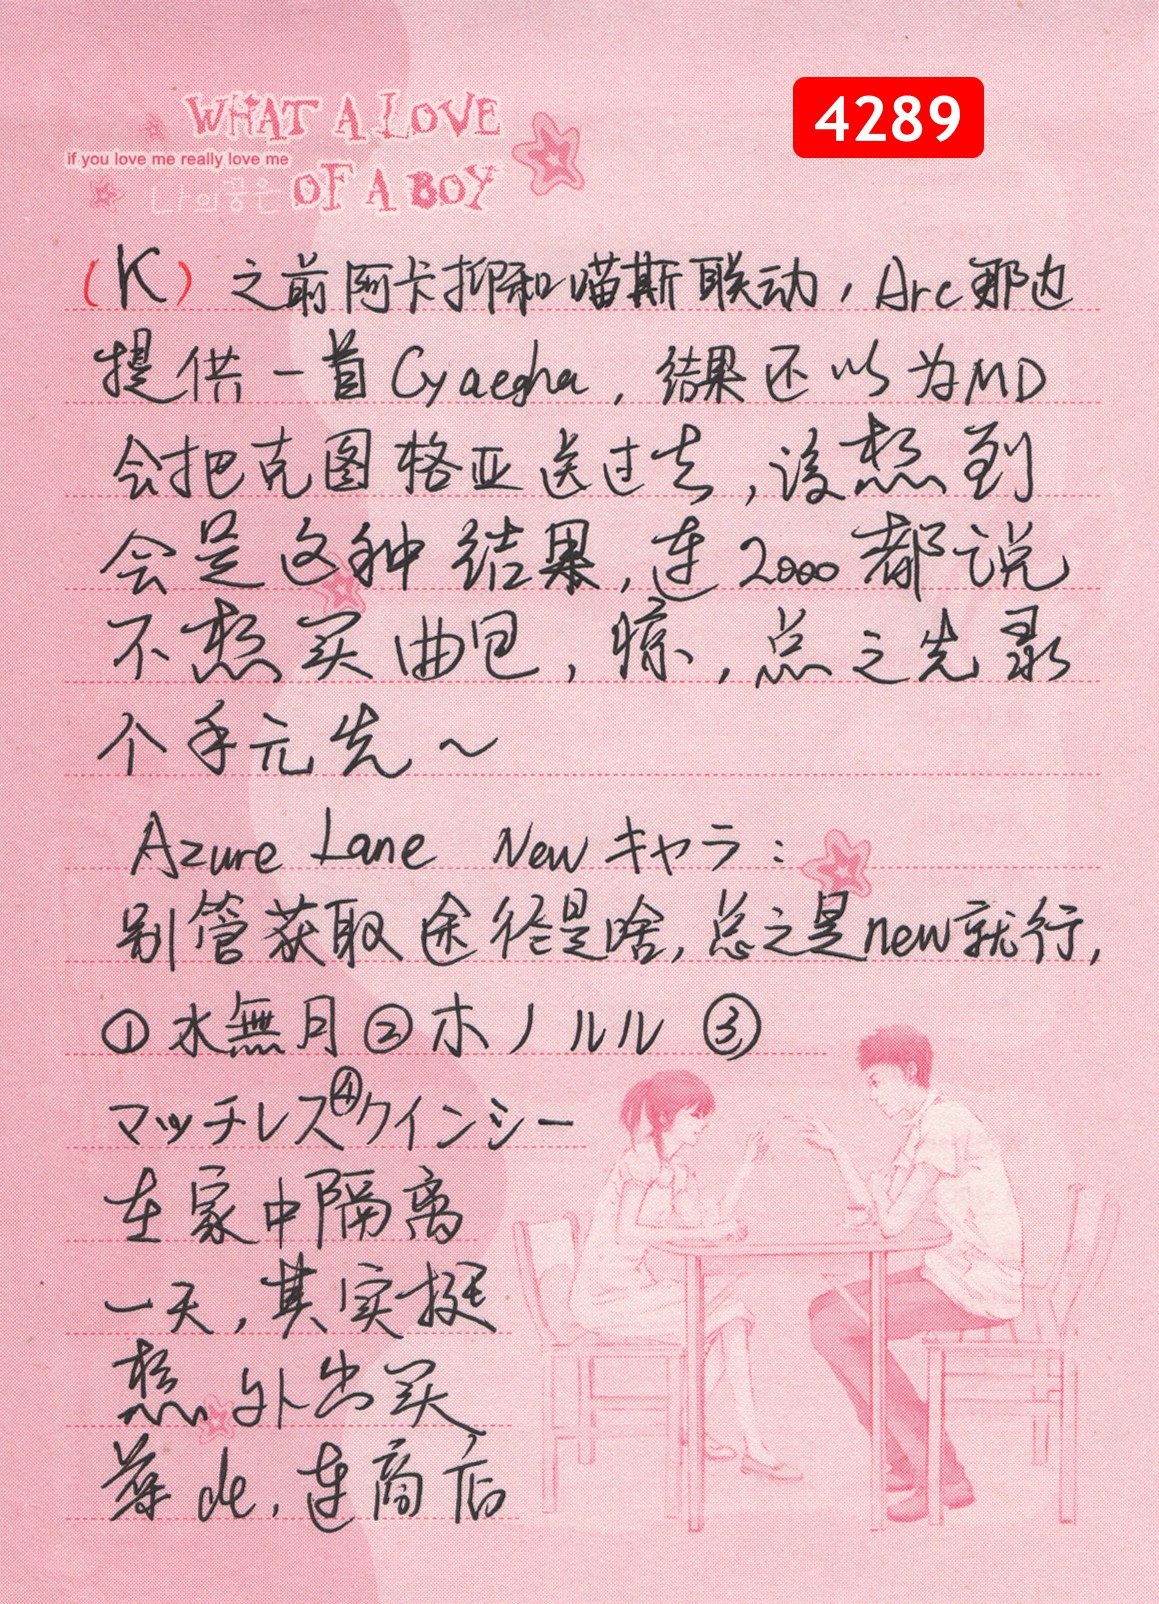 4289
WHAT A LOVE
if you love me really love me
나의꿈은 OF A BOY
(K) 之前阿卡抑和喵斯联动，Arc那边
提供一首Cyaegha，结果还以为MD
会把克图格亚送过去，没想到
会是这种结果，连2000都说
不想买曲包，惊，总之先录
个手元先～
Azure Lane New キャラ：
别管获取途径是啥，总之是new就行，
①水無月②ホノルル ③
マッチレス④クインシー
在家中隔离
一天，其实挺
想外出买
菜de，连商店